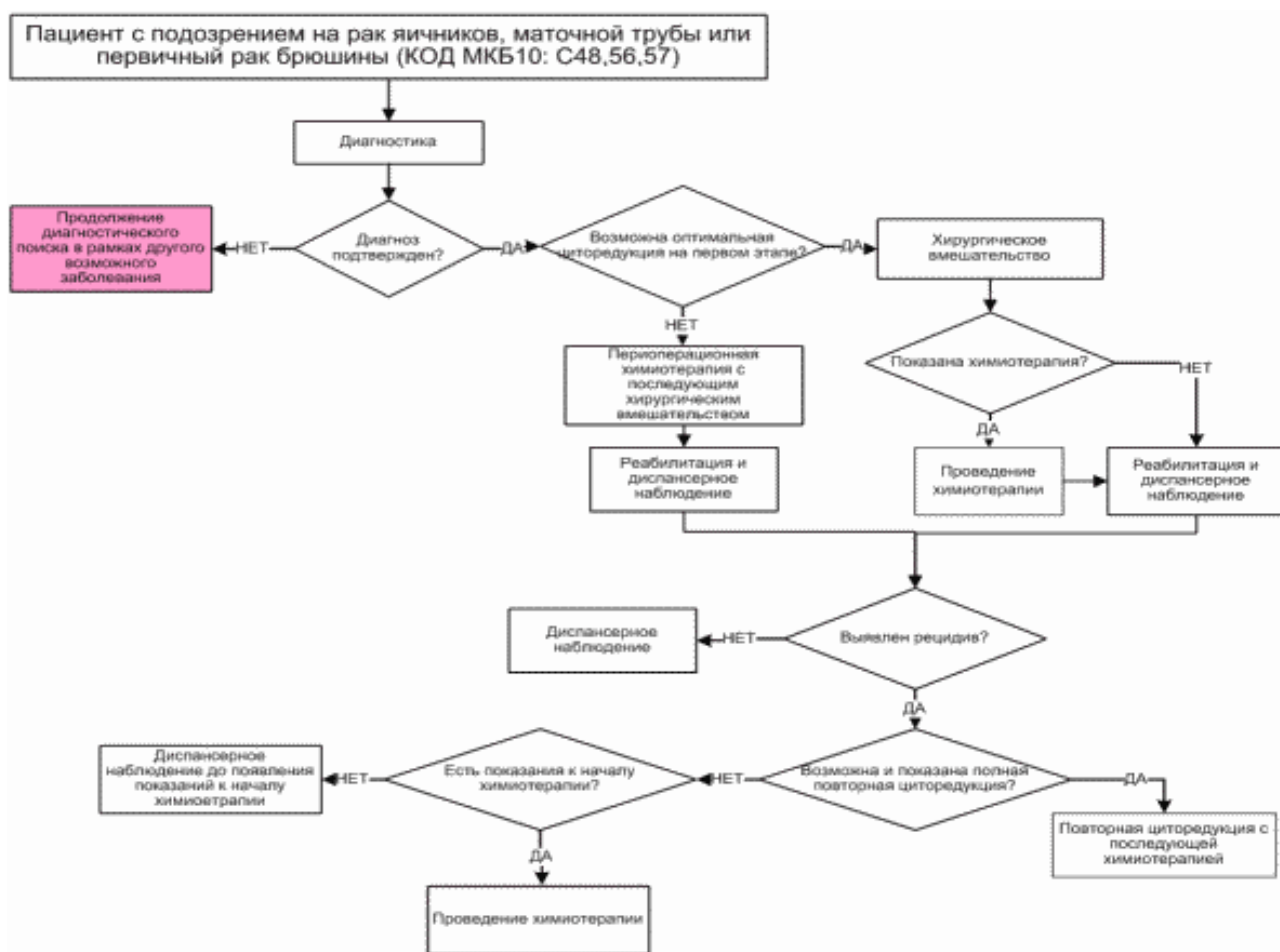 Пациент с подозрением на рак яичников, маточной трубы или
первичный рак брюшины (КОД МКБ10: С48,56,57)
Диагностика
Продолжение
диагностического
поиска в рамках другого
возможного
заболевания
НЕТ
Диагноз
подтвержден?
ДА
Возможна оптимальная
циторедукция на первом этапе?
ДА
Хирургическое
вмешательство
НЕТ
Периоперационная
химиотерапия с
последующим
хирургическим
вмешательством
Показана химиотерапия?
НЕТ
ДА
Реабилитация и
диспансерное
наблюдение
Проведение
химиотерапии
Реабилитация и
диспансерное
наблюдение
Диспансерное
наблюдение
НЕТ
Выявлен рецидив?
ДА
Диспансерное
наблюдение до появления
показаний к началу
химиоетрапии
НЕТ
Есть показания к началу
химиотерапии?
НЕТ
Возможна и показана полная
повторная циторедукция?
ДА
Повторная циторедукция с
последующей
химиотерапией
ДА
Проведение химиотерапии